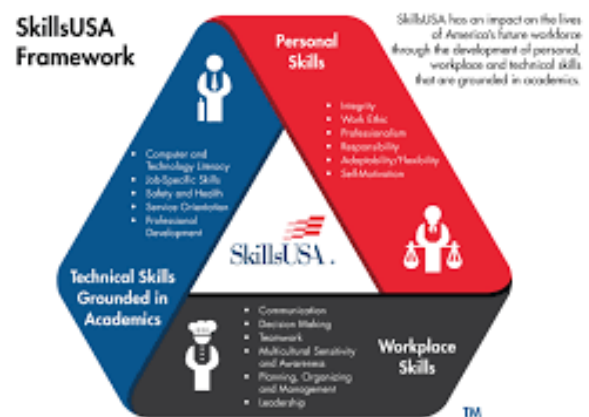 SkillsUSA
Framework
SkillsUSA has an impact on the lives
of America's future workforce
through the development of personal,
workplace and technical skills
that are grounded in academics.
Personal
Skills
• Integrity
• Work Ethic
• Professionalism
• Responsibility
• Adaptability/Flexibility
• Self-Motivation
• Computer and
Technology Literacy
• Job-Specific Skills
• Safety and Health
• Service Orientation
• Professional
Development
SkillsUSA.
Technical Skills
Grounded in
Academics
• Communication
• Decision Making
• Teamwork
• Multicultural Sensitivity
and Awareness
• Planning, Organizing
and Management
• Leadership
Workplace
Skills
TM